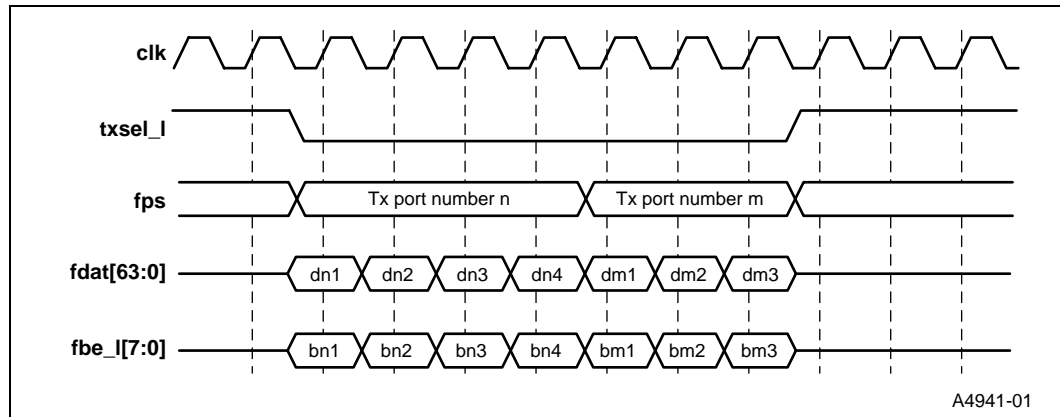 clk
txsel_l
fps Tx port number n Tx port number m
fdat[63:0] dn1 dn2 dn3 dn4 dm1 dm2 dm3
fbe_l[7:0] bn1 bn2 bn3 bn4 bm1 bm2 bm3
A4941-01